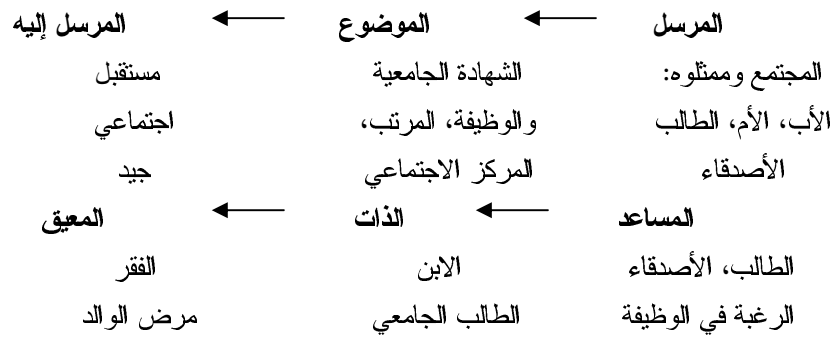 المرسل الموضوع المرسل إليه
المجتمع وممثلوه: الشهادة الجامعية مستقبل
الأب، الأم، الطالب والوظيفة، المرتب، اجتماعي
الأصدقاء المركز الاجتماعي جيد
المساعد الذات المعيق
الطالب، الأصدقاء الابن الفقر
الرغبة في الوظيفة الطالب الجامعي مرض الوالد